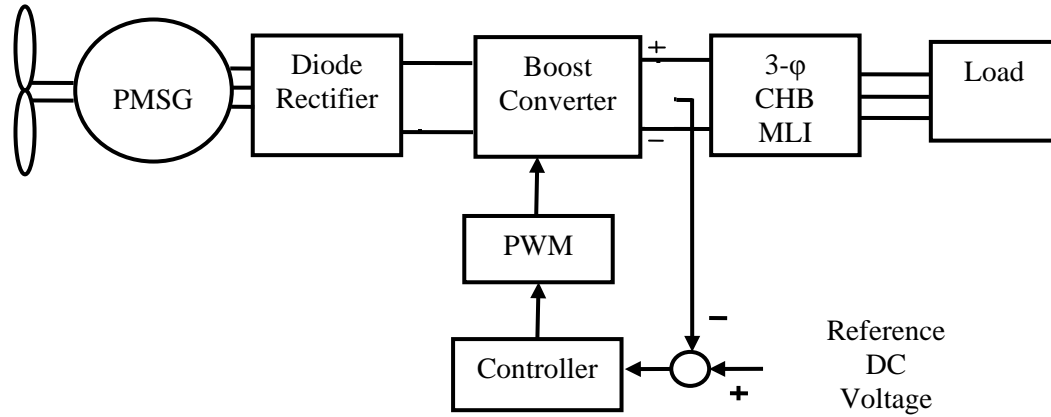 PMSG
Diode
Rectifier
Boost
Converter
+
−
3-φ
CHB
MLI
Load
PWM
Controller
−
+
Reference
DC
Voltage